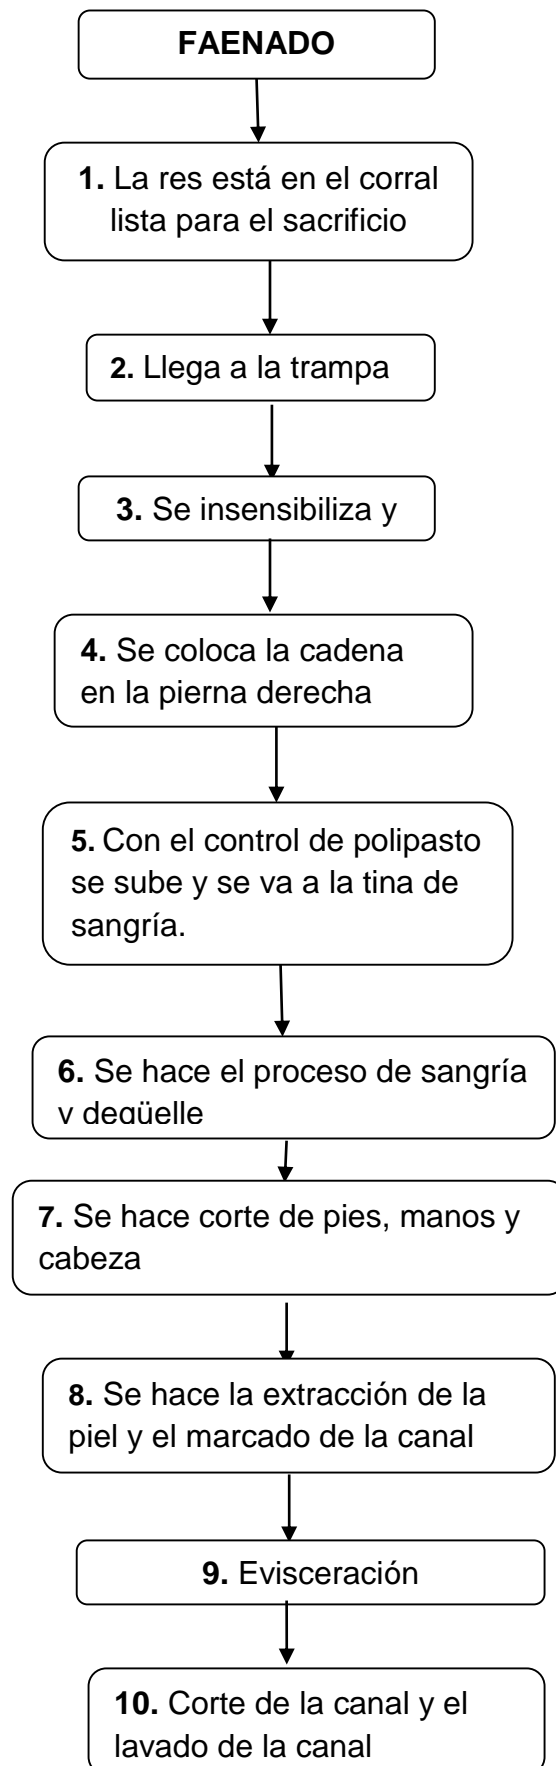 FAENADO
1. La res está en el corral
lista para el sacrificio
2. Llega a la trampa
3. Se insensibiliza y
4. Se coloca la cadena
en la pierna derecha
5. Con el control de polipasto
se sube y se va a la tina de
sangría.
6. Se hace el proceso de sangría
y degüelle
7. Se hace corte de pies, manos y
cabeza
8. Se hace la extracción de la
piel y el marcado de la canal
9. Evisceración
10. Corte de la canal y el
lavado de la canal